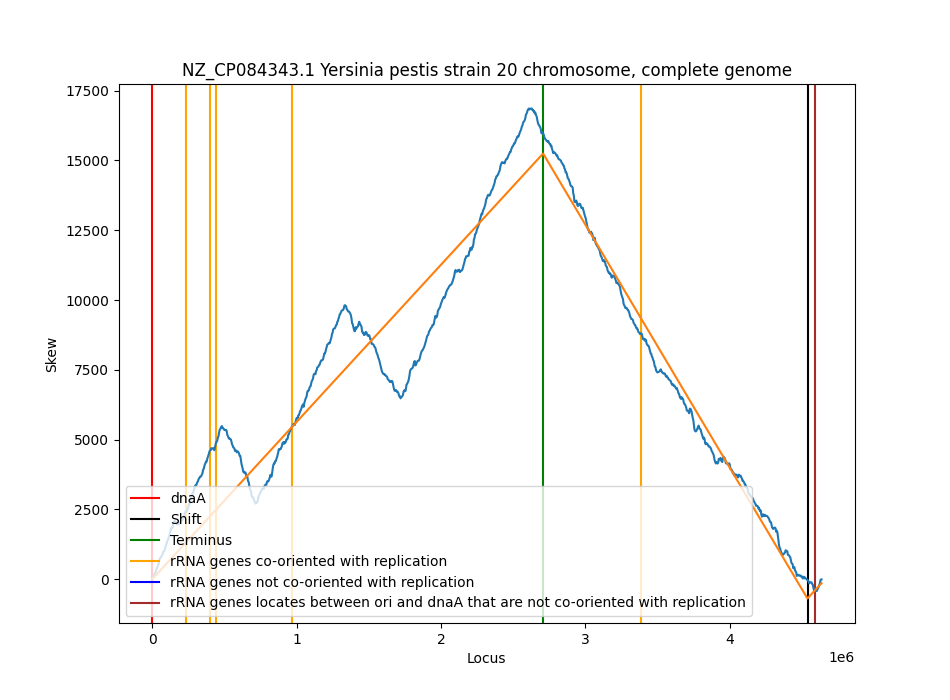 NZ_CP084343.1 Yersinia pestis strain 20 chromosome, complete genome
17500
15000
12500
10000
7500
5000
2500
0
Skew
dnaA
Shift
Terminus
rRNA genes co-oriented with replication
rRNA genes not co-oriented with replication
rRNA genes locates between ori and dnaA that are not co-oriented with replication
0 1 2 3 4
1e6
Locus